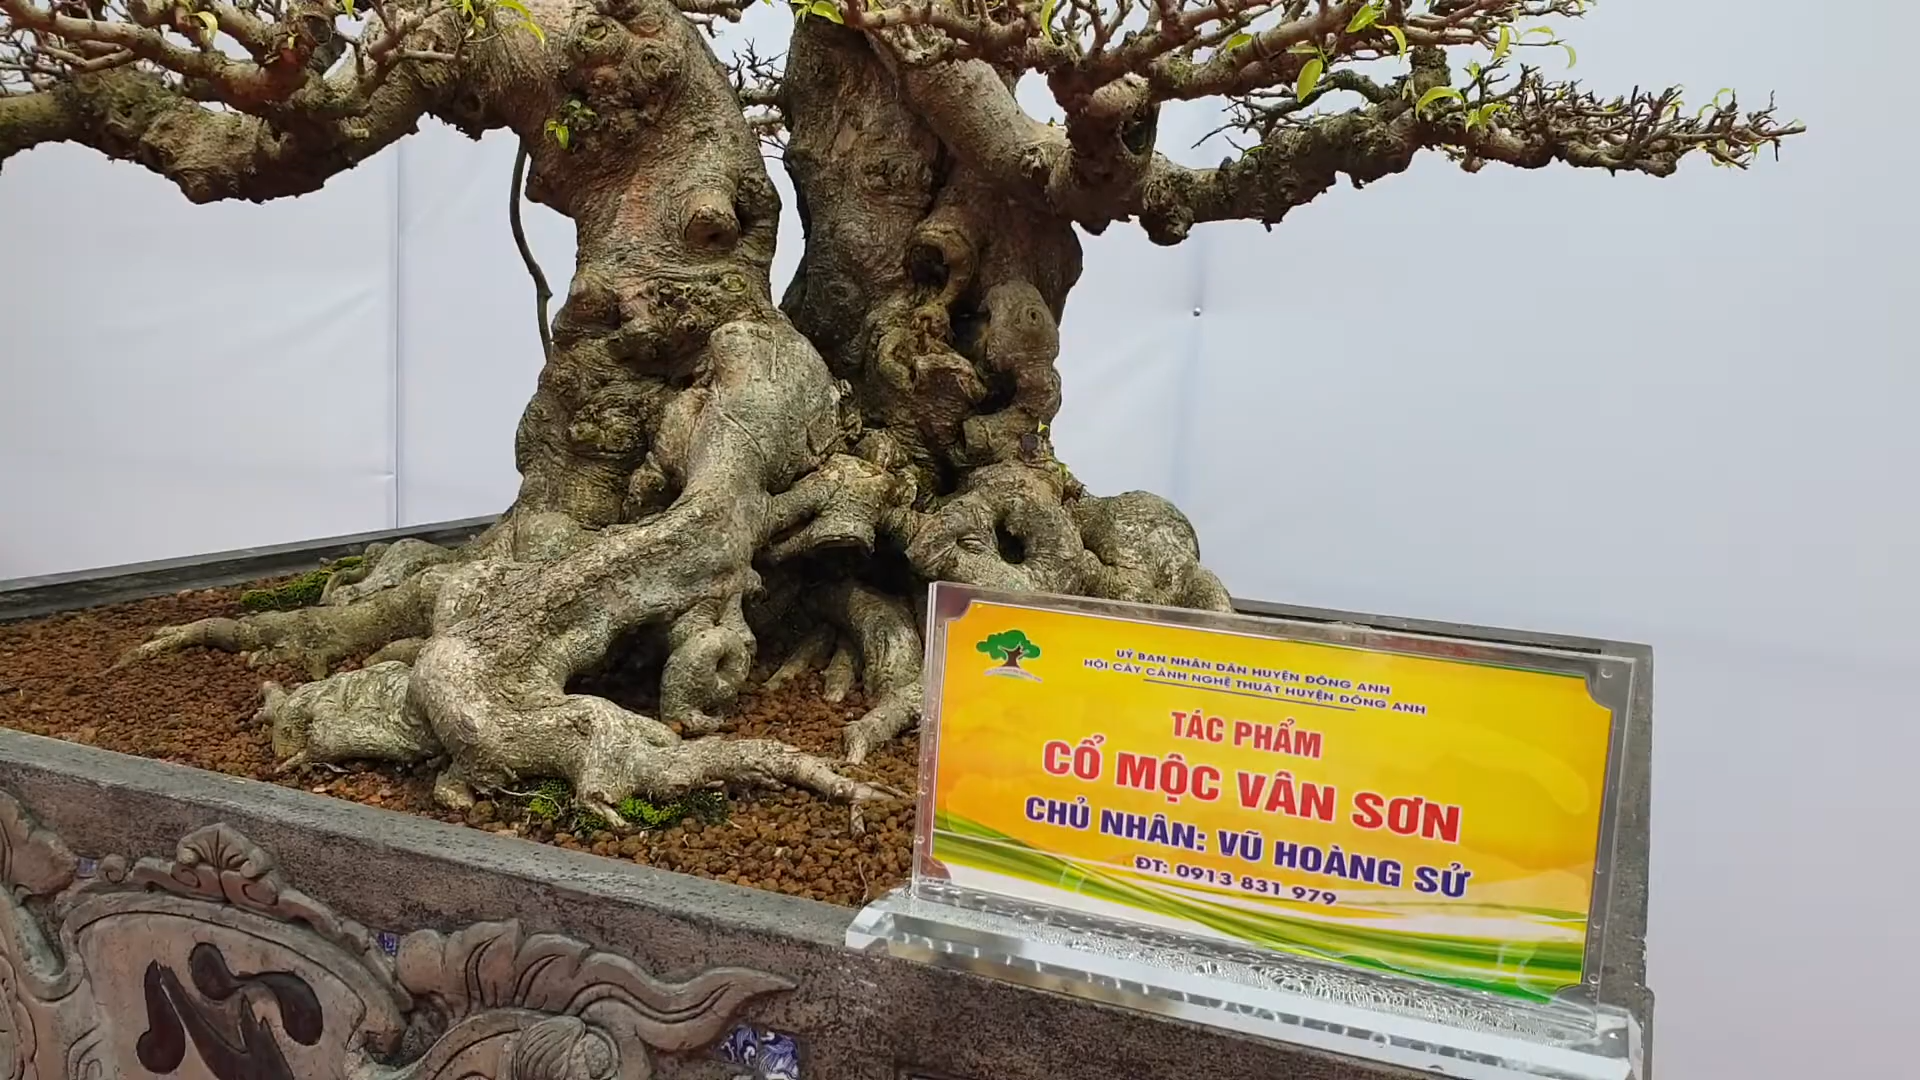 UỶ BAN NHÂN DÂN HUYỆN ĐÔNG ANH
HỘI CÂY CẢNH NGHỆ THUẬT HUYỆN ĐÔNG ANH
TÁC PHẨM
CỔ MỘC VÂN SƠN
CHỦ NHÂN: VŨ HOÀNG SỬ
ĐT: 0913 831 979